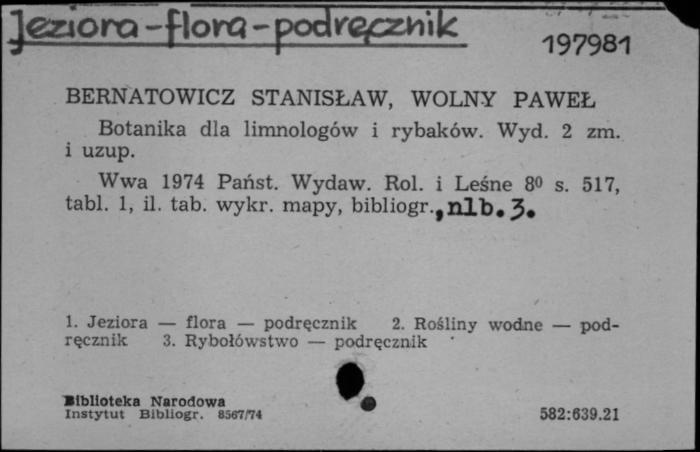 Jeziora-flora-podręcznik
197981
BERNATOWICZ STANISŁAW, WOLNY PAWEŁ
Botanika dla limnologów i rybaków. Wyd. 2 zm.
i uzup.
Wwa 1974 Państ. Wydaw. Rol. i Leśne 8⁰ s. 517,
tabl. 1, il. tab. wykr. mapy, bibliogr., nlb. 3.
1. Jeziora — flora — podręcznik 2. Rośliny wodne — pod-
ręcznik 3. Rybołówstwo — podręcznik
Biblioteka Narodowa
Instytut Bibliogr. 8567/74
582:639.21